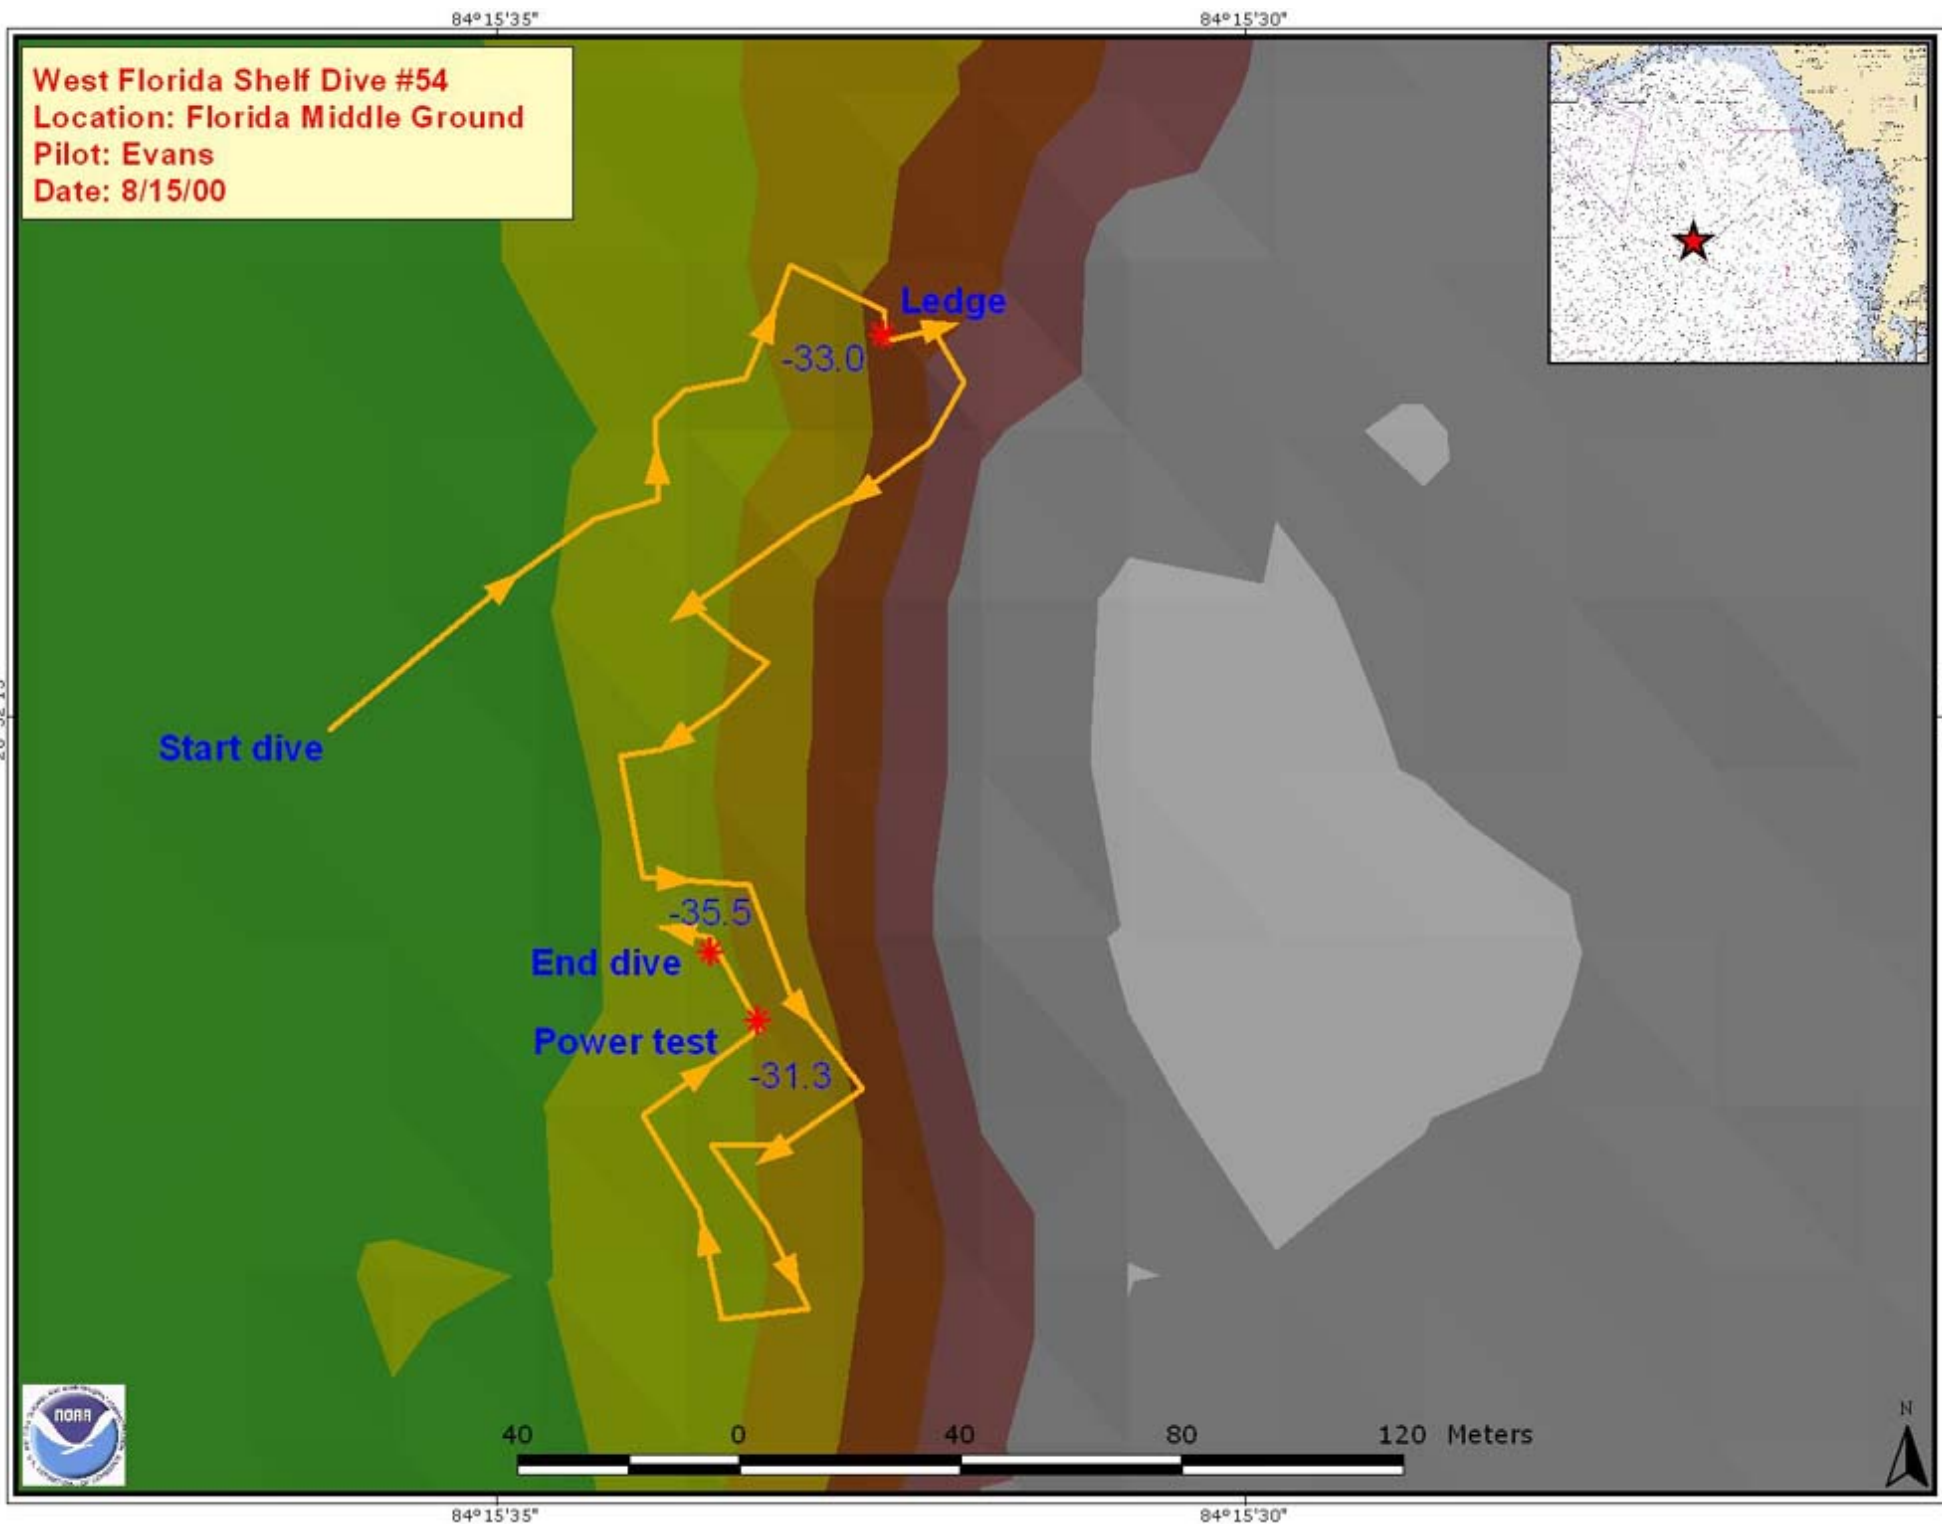 84°15'35" 84°15'30"
West Florida Shelf Dive #54
Location: Florida Middle Ground
Pilot: Evans
Date: 8/15/00
Ledge
-33.0
Start dive
-35.5
End dive
Power test
-31.3
NOAA
40 0 40 80 120 Meters
N
84°15'35" 84°15'30"